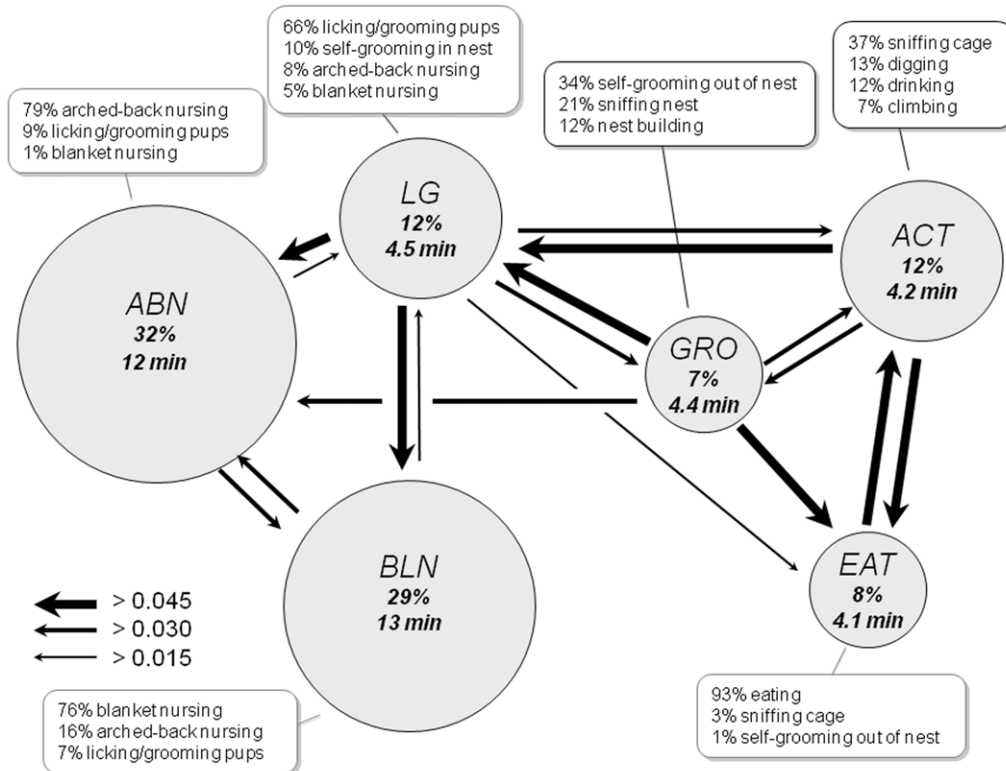 66% licking/grooming pups
10% self-grooming in nest
8% arched-back nursing
5% blanket nursing
37% sniffing cage
13% digging
12% drinking
7% climbing
34% self-grooming out of nest
21% sniffing nest
12% nest building
79% arched-back nursing
9% licking/grooming pups
1% blanket nursing
LG
12%
4.5 min
ACT
12%
4.2 min
ABN
32%
12 min
GRO
7%
4.4 min
BLN
29%
13 min
EAT
8%
4.1 min
> 0.045
> 0.030
> 0.015
76% blanket nursing
16% arched-back nursing
7% licking/grooming pups
93% eating
3% sniffing cage
1% self-grooming out of nest